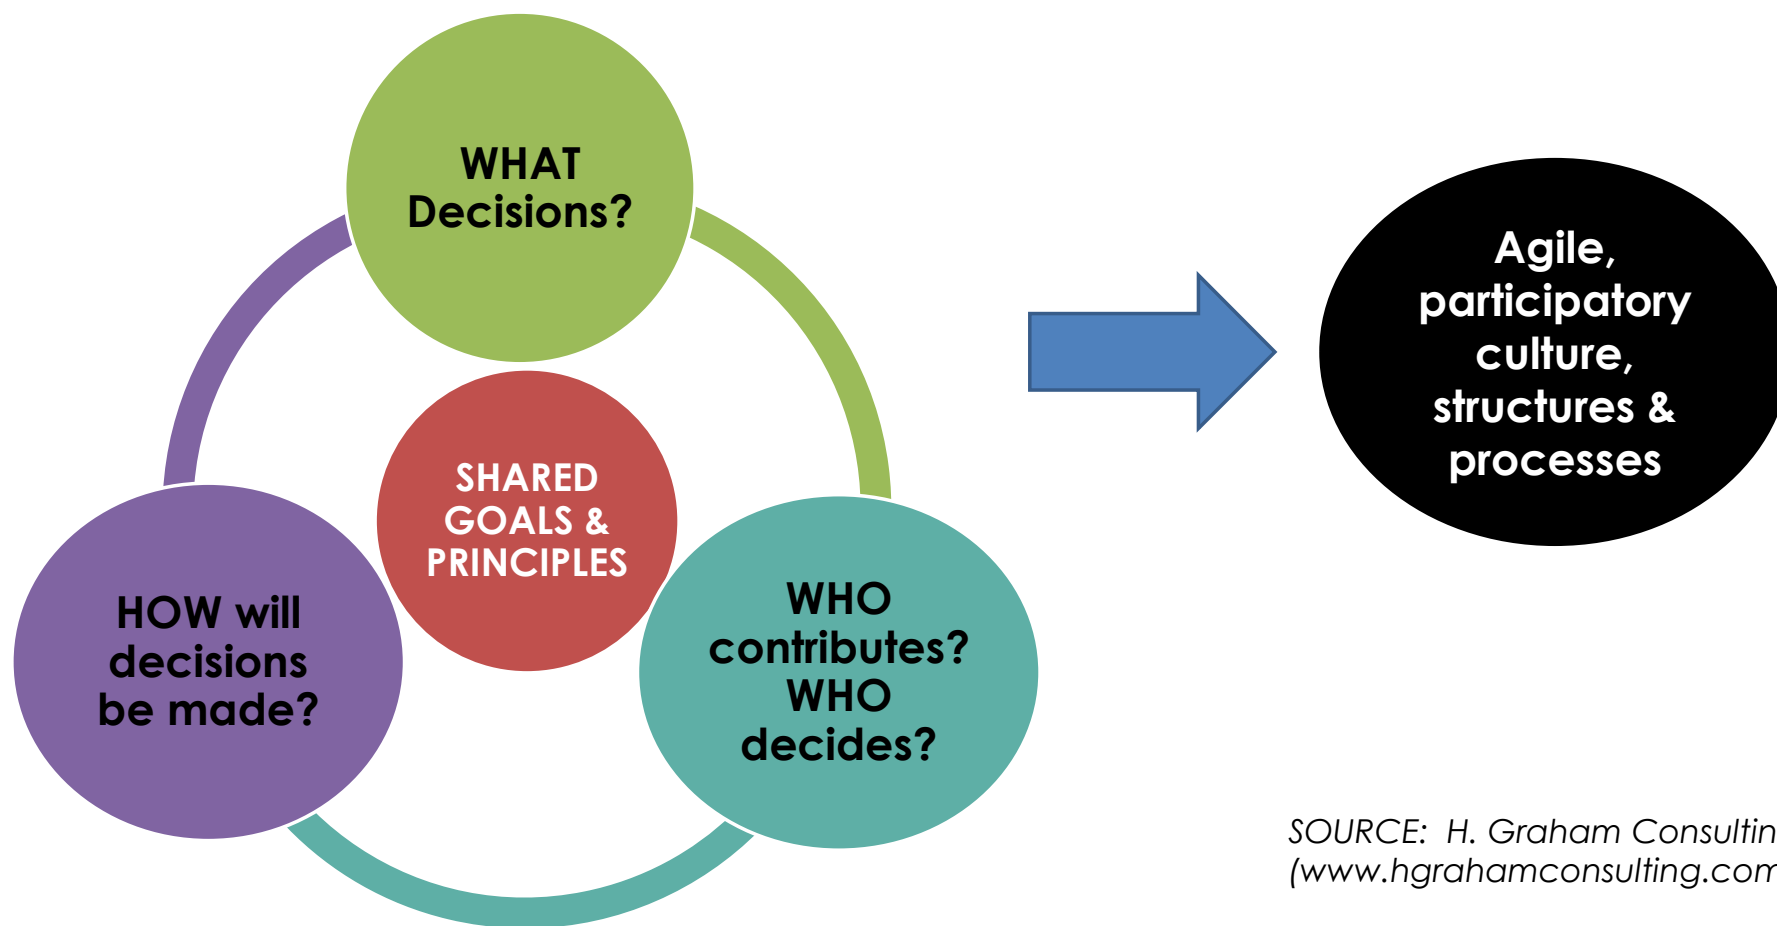 WHAT
Decisions?
SHARED
GOALS &
PRINCIPLES
HOW will
decisions
be made?
WHO
contributes?
WHO
decides?
Agile,
participatory
culture,
structures &
processes
SOURCE:  H. Graham Consultin
(www.hgrahamconsulting.com